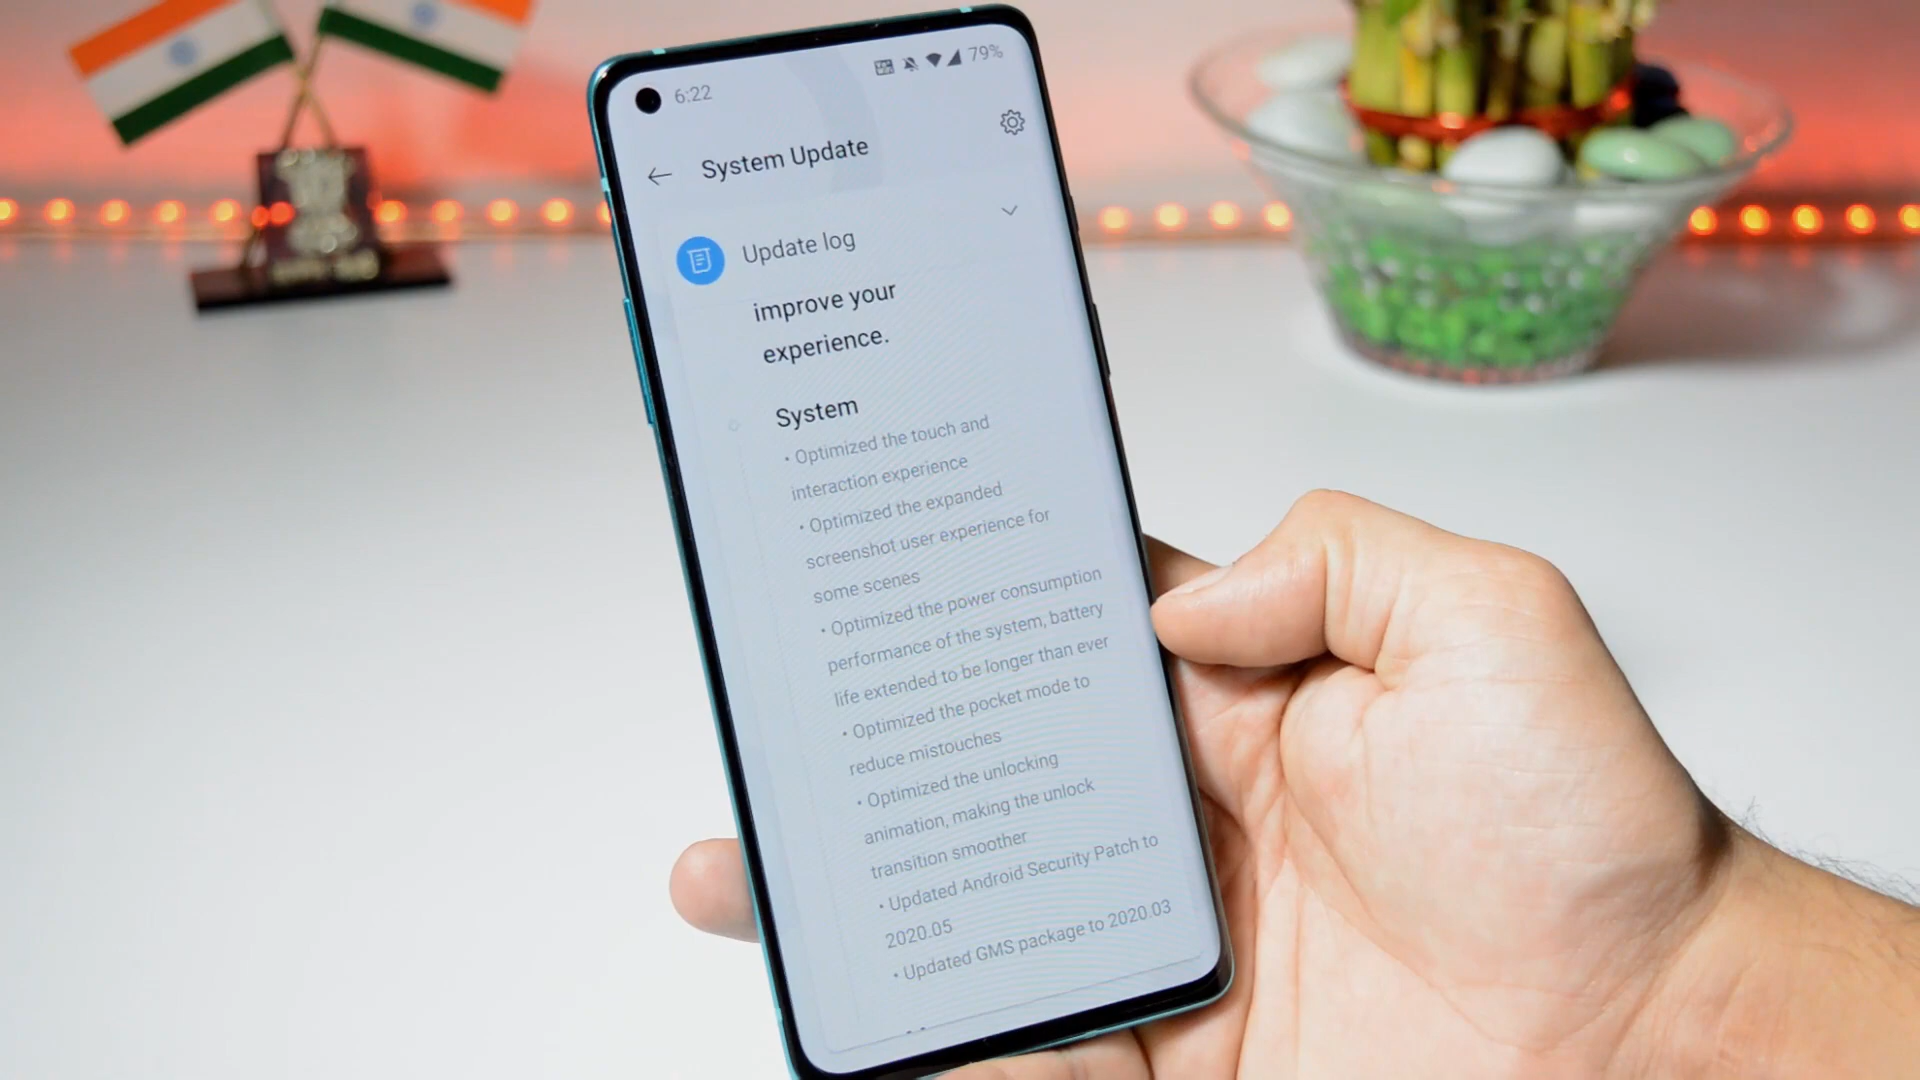 6:22
79%
System Update
Update log
improve your
experience.
System
• Optimized the touch and
interaction experience
• Optimized the expanded
screenshot user experience for
some scenes
• Optimized the power consumption
performance of the system, battery
life extended to be longer than ever
• Optimized the pocket mode to
reduce mistouches
• Optimized the unlocking
animation, making the unlock
transition smoother
• Updated Android Security Patch to
2020.05
• Updated GMS package to 2020.03